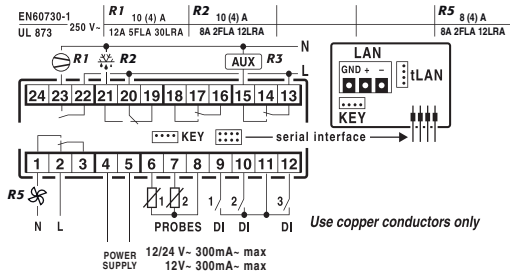 EN60730-1 R1 10 (4) A R2 10 (4) A R5 8 (4) A
UL 873 250 V~ 12A 5FLA 30LRA 8A 2FLA 12LRA 8A 2FLA 12LRA
N
R1 R2 AUX R3
L
24 23 22 21 20 19 18 17 16 15 14 13
LAN
GND + −
tLAN
KEY
KEY serial interface
1 2 3 4 5 6 7 8 9 10 11 12
R5 1 2 1 2 3
N L PROBES DI DI DI
Use copper conductors only
POWER SUPPLY
12/24 V~ 300mA~ max
12V~ 300mA~ max